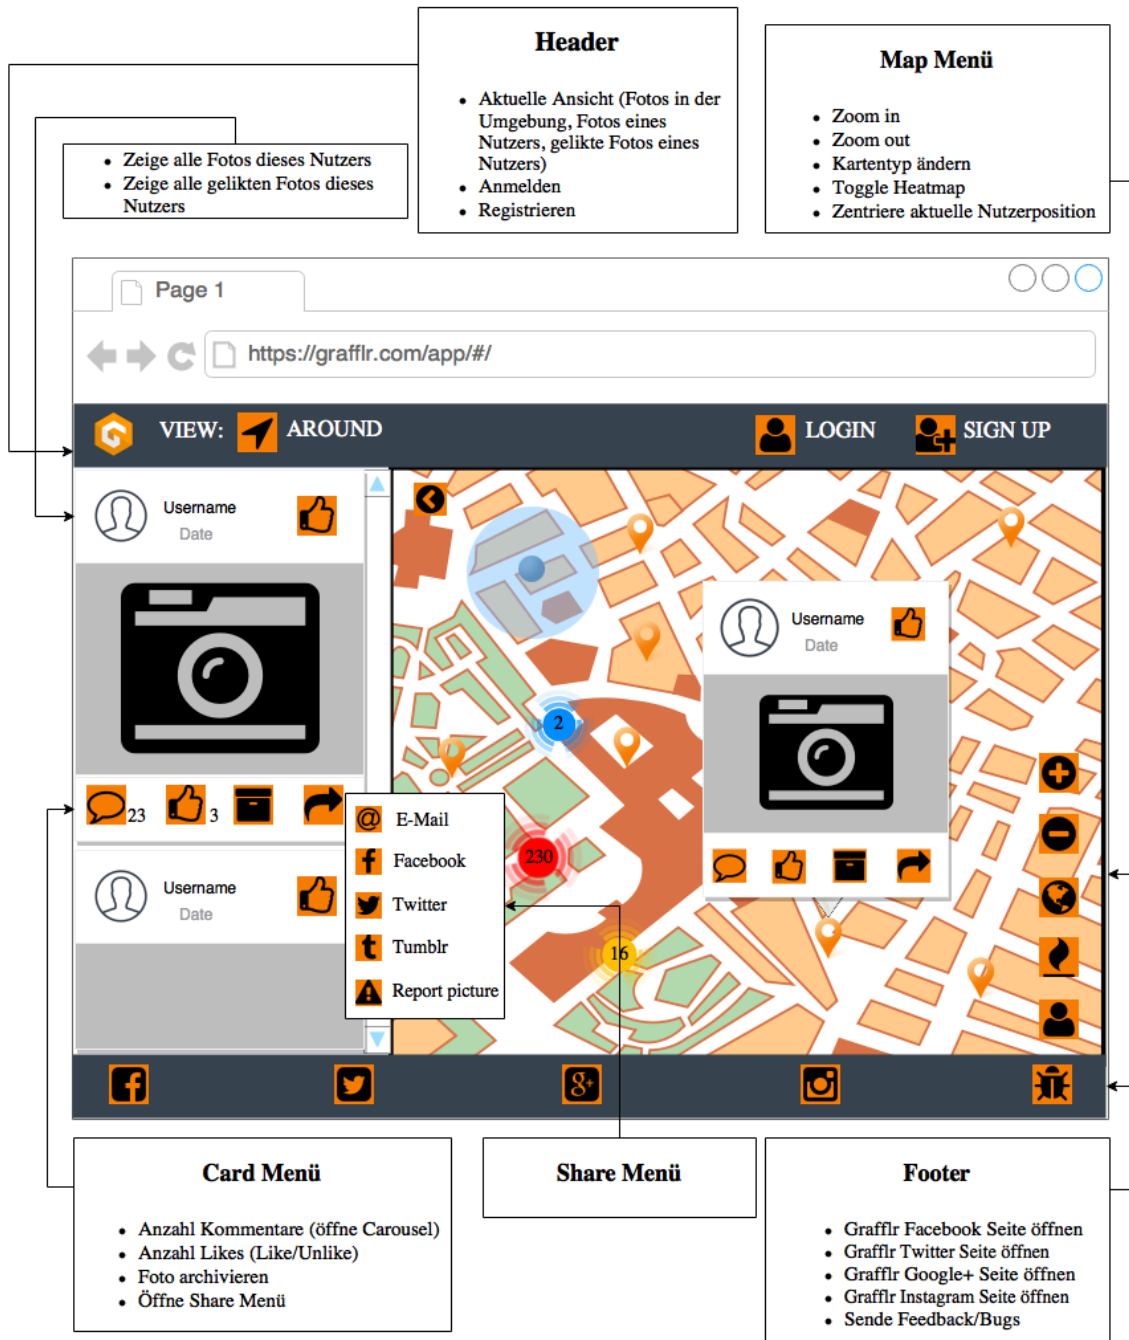 Header
• Aktuelle Ansicht (Fotos in der
Umgebung, Fotos eines
Nutzers, gelikte Fotos eines
Nutzers)
• Anmelden
• Registrieren
Map Menü
• Zoom in
• Zoom out
• Kartentyp ändern
• Toggle Heatmap
• Zentriere aktuelle Nutzerposition
• Zeige alle Fotos dieses Nutzers
• Zeige alle gelikten Fotos dieses
Nutzers
Page 1
https://grafflr.com/app/#/
VIEW: AROUND LOGIN SIGN UP
Username
Date
23 3
Username
Date
@ E-Mail
f Facebook
Twitter
t Tumblr
Report picture
2
230
16
Username
Date
f g+
Card Menü
• Anzahl Kommentare (öffne Carousel)
• Anzahl Likes (Like/Unlike)
• Foto archivieren
• Öffne Share Menü
Share Menü
Footer
• Grafflr Facebook Seite öffnen
• Grafflr Twitter Seite öffnen
• Grafflr Google+ Seite öffnen
• Grafflr Instagram Seite öffnen
• Sende Feedback/Bugs